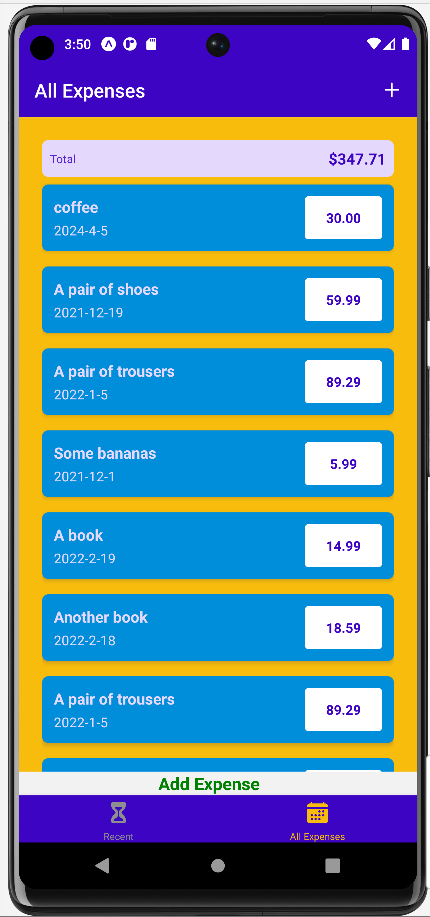 3:50
All Expenses
+
Total $347.71
coffee
2024-4-5
30.00
A pair of shoes
2021-12-19
59.99
A pair of trousers
2022-1-5
89.29
Some bananas
2021-12-1
5.99
A book
2022-2-19
14.99
Another book
2022-2-18
18.59
A pair of trousers
2022-1-5
89.29
Add Expense
Recent
All Expenses